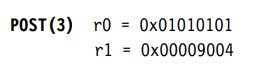 POST(3) r0 = 0x01010101
r1 = 0x00009004